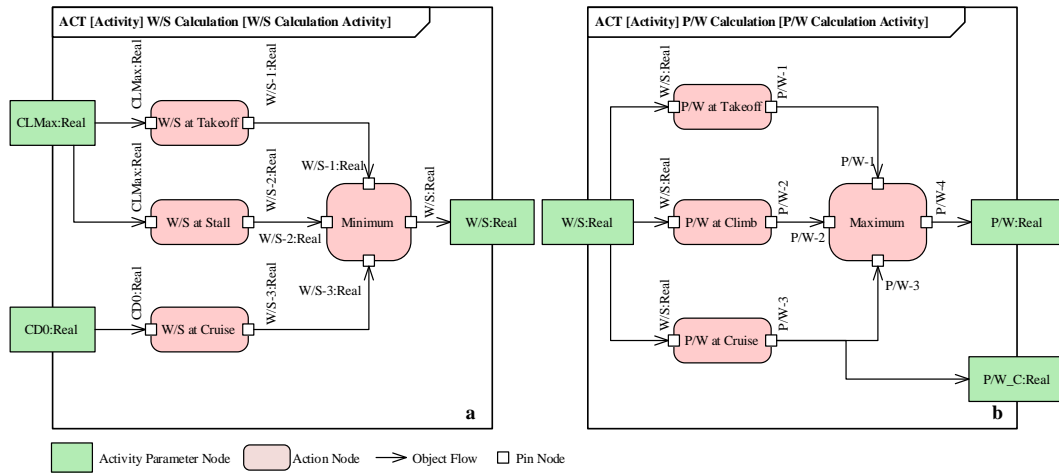 ACT [Activity] W/S Calculation [W/S Calculation Activity]
CLMax:Real
CLMax:Real
W/S at Takeoff
W/S-1:Real
W/S-1:Real
CLMax:Real
W/S at Stall
W/S-2:Real
W/S-2:Real
Minimum
W/S:Real
W/S:Real
W/S-3:Real
CD0:Real
CD0:Real
W/S at Cruise
W/S-3:Real
a
ACT [Activity] P/W Calculation [P/W Calculation Activity]
W/S:Real
P/W at Takeoff
P/W-1
P/W-1
W/S:Real
W/S:Real
P/W at Climb
P/W-2
P/W-2
Maximum
P/W-4
P/W:Real
P/W-3
W/S:Real
P/W at Cruise
P/W-3
P/W_C:Real
b
Activity Parameter Node
Action Node
Object Flow
Pin Node